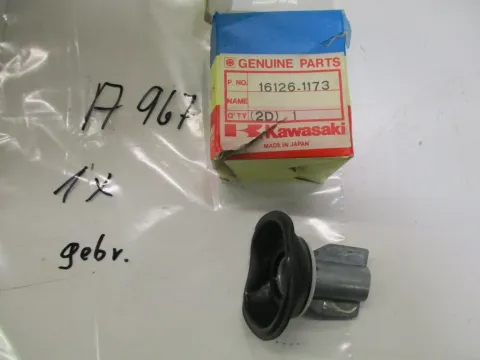 GENUINE PARTS
P. NO. 16126-1173
NAME
Q'TY (2D) 1
Kawasaki
MADE IN JAPAN
A 967
1x
gebr.